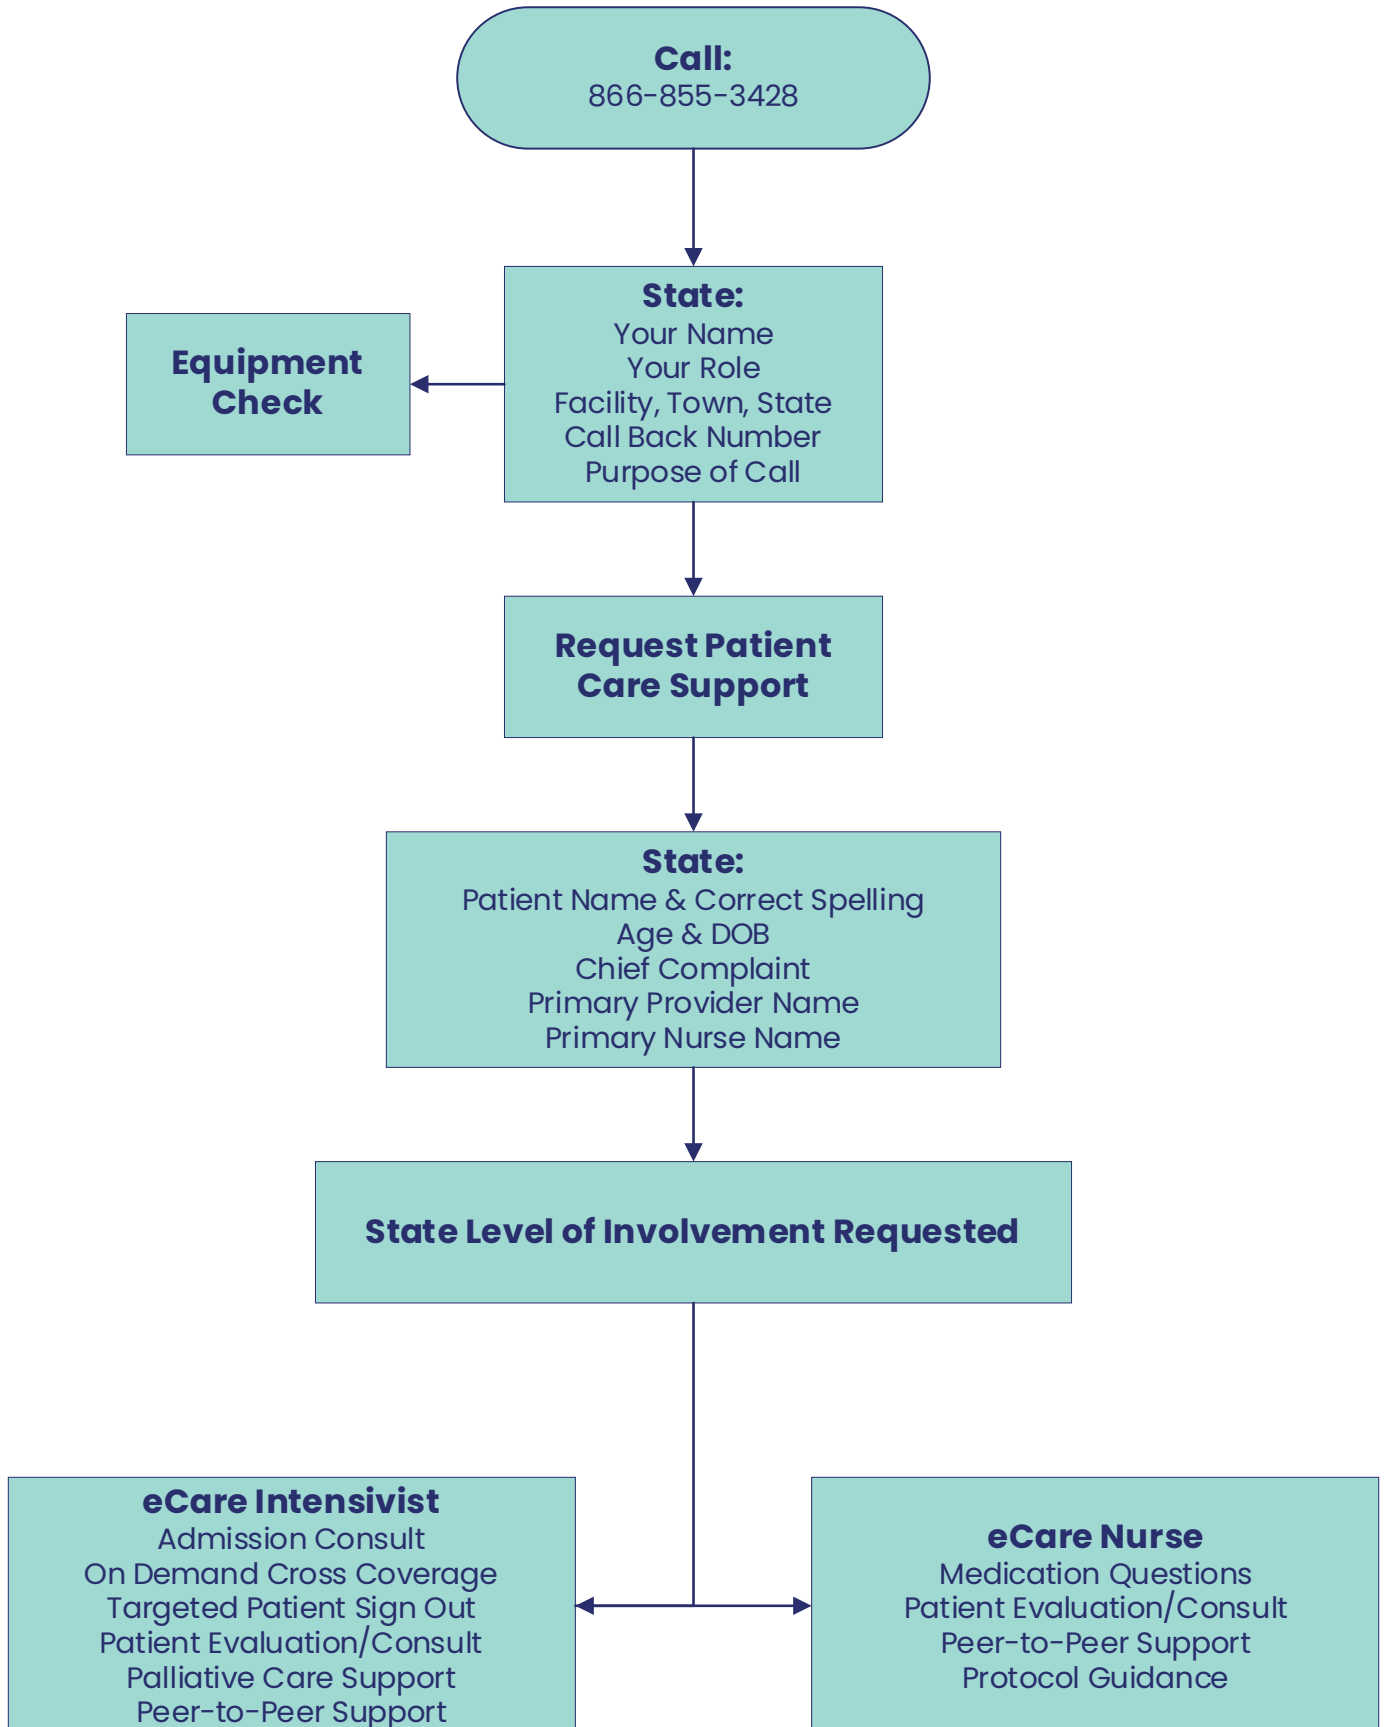 Call:
866-855-3428
State:
Your Name
Your Role
Facility, Town, State
Call Back Number
Purpose of Call
Equipment
Check
Request Patient
Care Support
State:
Patient Name & Correct Spelling
Age & DOB
Chief Complaint
Primary Provider Name
Primary Nurse Name
State Level of Involvement Requested
eCare Intensivist
Admission Consult
On Demand Cross Coverage
Targeted Patient Sign Out
Patient Evaluation/Consult
Palliative Care Support
Peer-to-Peer Support
eCare Nurse
Medication Questions
Patient Evaluation/Consult
Peer-to-Peer Support
Protocol Guidance